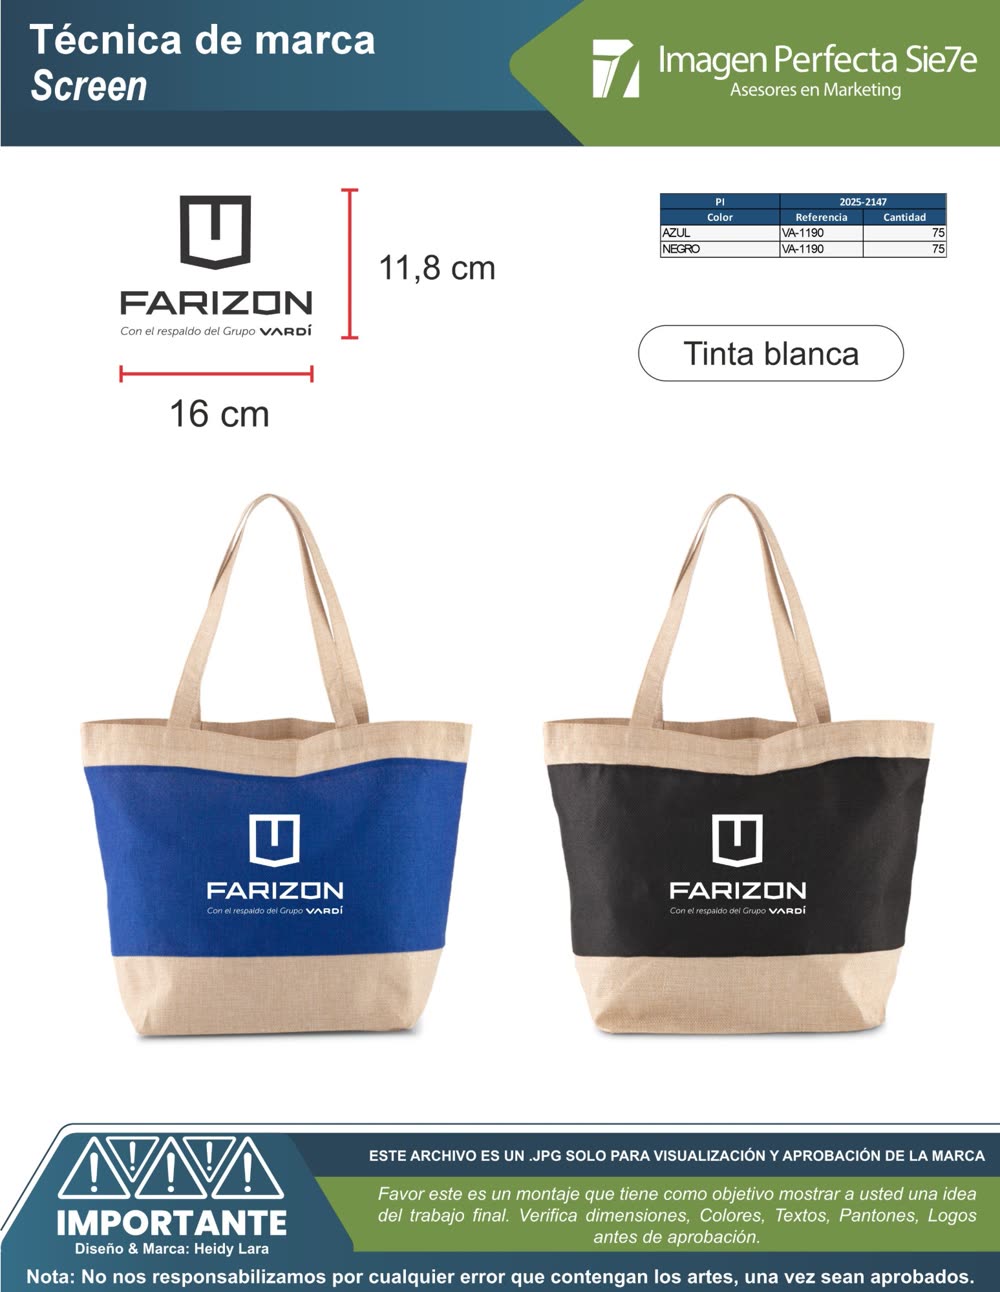 Técnica de marca
Screen
Imagen Perfecta Sie7e
Asesores en Marketing
FARIZON
Con el respaldo del Grupo VARDÍ
11,8 cm
16 cm
PI 2025-2147
Color Referencia Cantidad
AZUL VA-1190 75
NEGRO VA-1190 75
Tinta blanca
FARIZON
Con el respaldo del Grupo VARDÍ
FARIZON
Con el respaldo del Grupo VARDÍ
IMPORTANTE
Diseño & Marca: Heidy Lara
ESTE ARCHIVO ES UN .JPG SOLO PARA VISUALIZACIÓN Y APROBACIÓN DE LA MARCA
Favor este es un montaje que tiene como objetivo mostrar a usted una idea
del trabajo final. Verifica dimensiones, Colores, Textos, Pantones, Logos
antes de aprobación.
Nota: No nos responsabilizamos por cualquier error que contengan los artes, una vez sean aprobados.